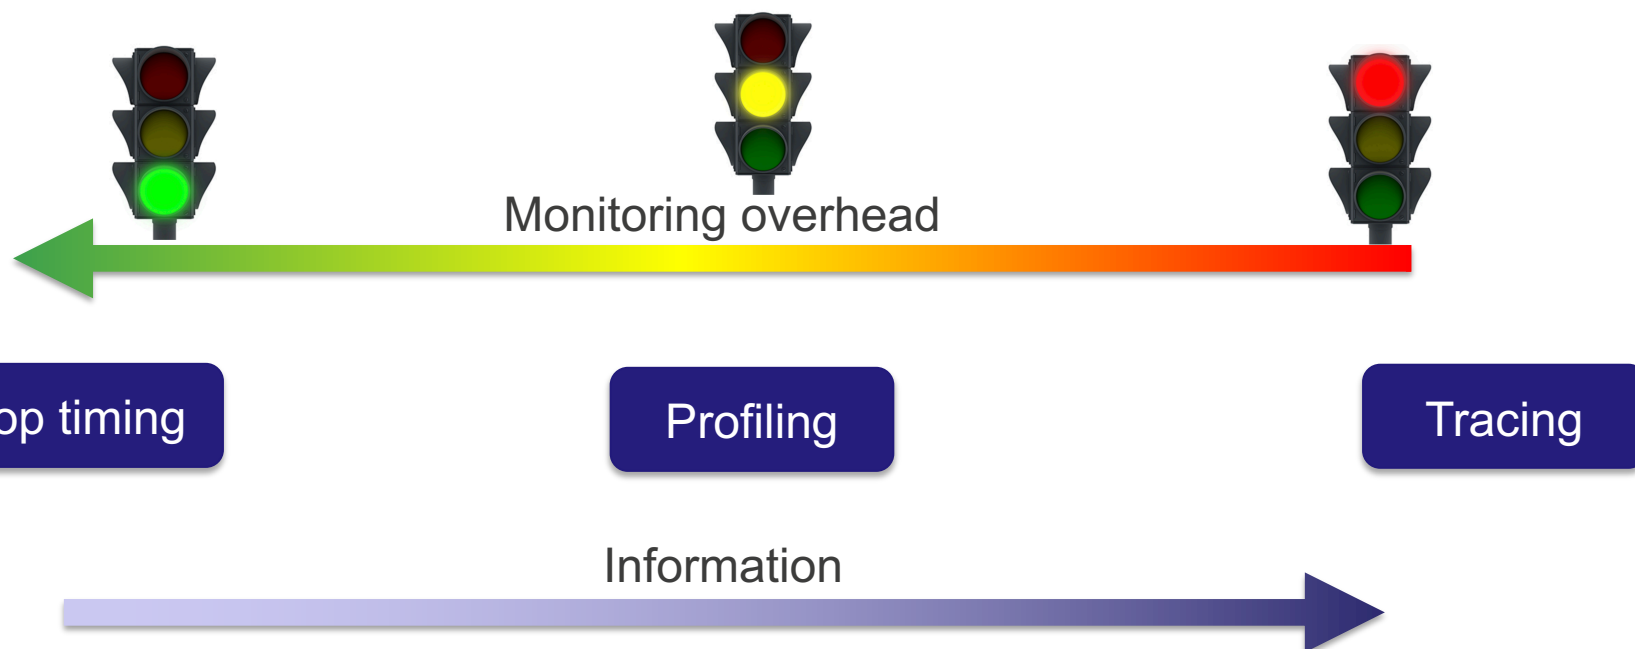 Monitoring overhead
op timing
Profiling
Tracing
Information